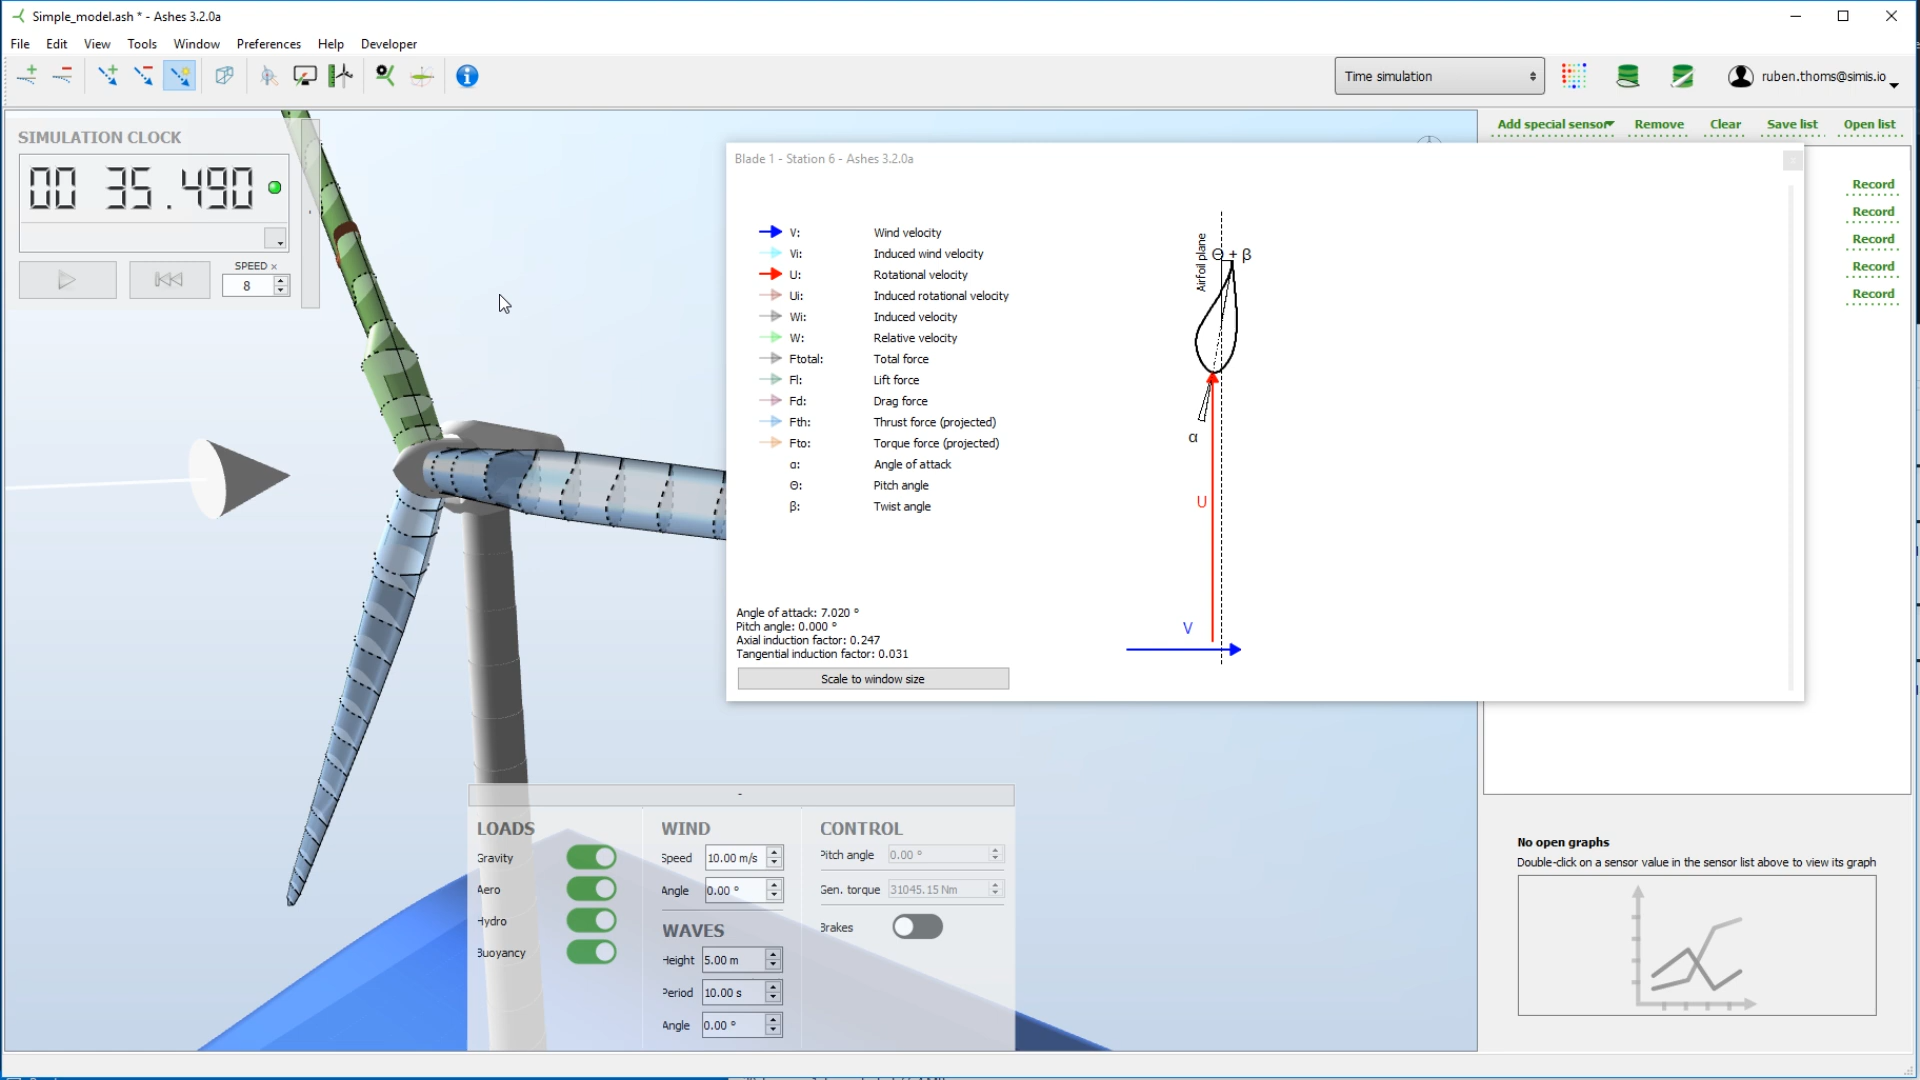 Simple_model.ash * - Ashes 3.2.0a
File Edit View Tools Window Preferences Help Developer
Time simulation
ruben.thoms@simis.io
SIMULATION CLOCK
00 35.490
SPEED ×
8
Add special sensor Remove Clear Save list Open list
Record
Record
Record
Record
Record
Blade 1 - Station 6 - Ashes 3.2.0a
V: Wind velocity
Vi: Induced wind velocity
U: Rotational velocity
Ui: Induced rotational velocity
Wi: Induced velocity
W: Relative velocity
Ftotal: Total force
Fl: Lift force
Fd: Drag force
Fth: Thrust force (projected)
Fto: Torque force (projected)
α: Angle of attack
Θ: Pitch angle
β: Twist angle
Angle of attack: 7.020 °
Pitch angle: 0.000 °
Axial induction factor: 0.247
Tangential induction factor: 0.031
Scale to window size
Airfoil plane
Θ + β
α
U
V
LOADS
Gravity
Aero
Hydro
Buoyancy
WIND
Speed 10.00 m/s
Angle 0.00 °
WAVES
Height 5.00 m
Period 10.00 s
Angle 0.00 °
CONTROL
Pitch angle 0.00 °
Gen. torque 31045.15 Nm
Brakes
No open graphs
Double-click on a sensor value in the sensor list above to view its graph